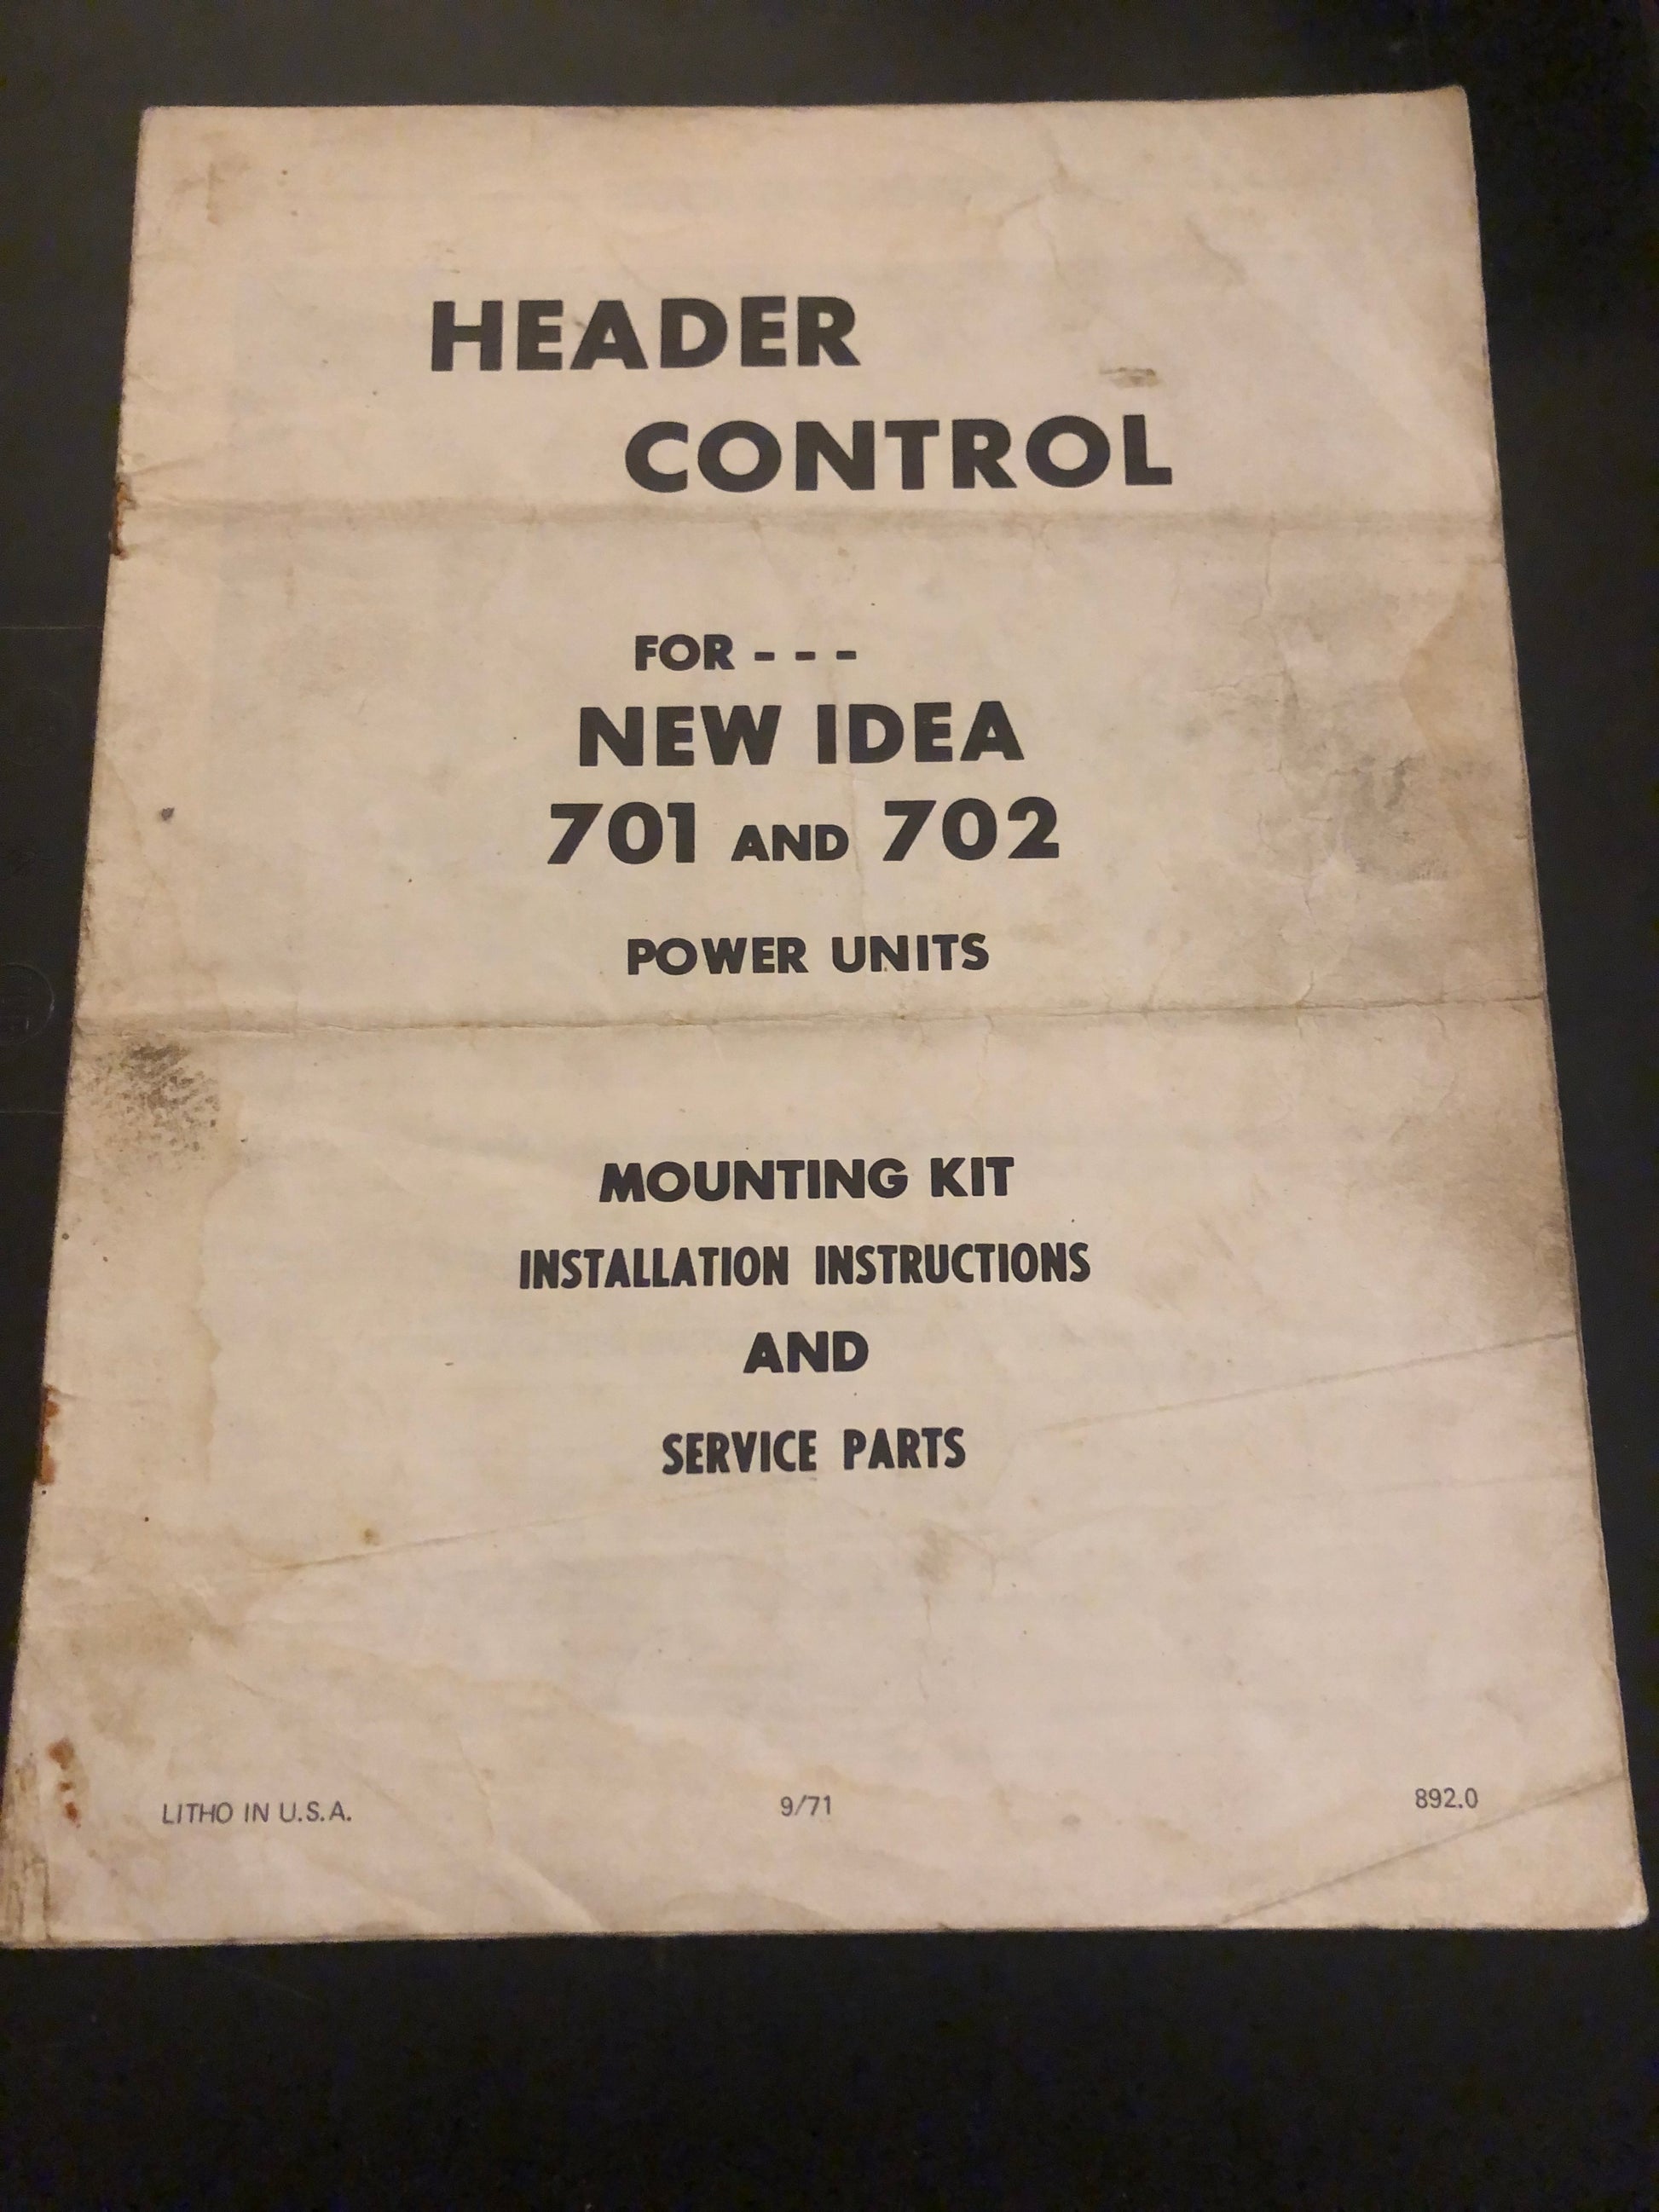 HEADER
CONTROL
FOR - - -
NEW IDEA
701 AND 702
POWER UNITS
MOUNTING KIT
INSTALLATION INSTRUCTIONS
AND
SERVICE PARTS
LITHO IN U.S.A. 9/71 892.0